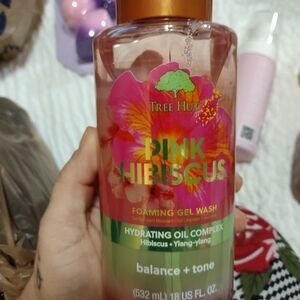 TREE HUT
PINK
HIBISCUS
FOAMING GEL WASH
HYDRATING OIL COMPLEX
Hibiscus + Ylang-ylang
balance + tone
(532 mL) 18 US FL. OZ.